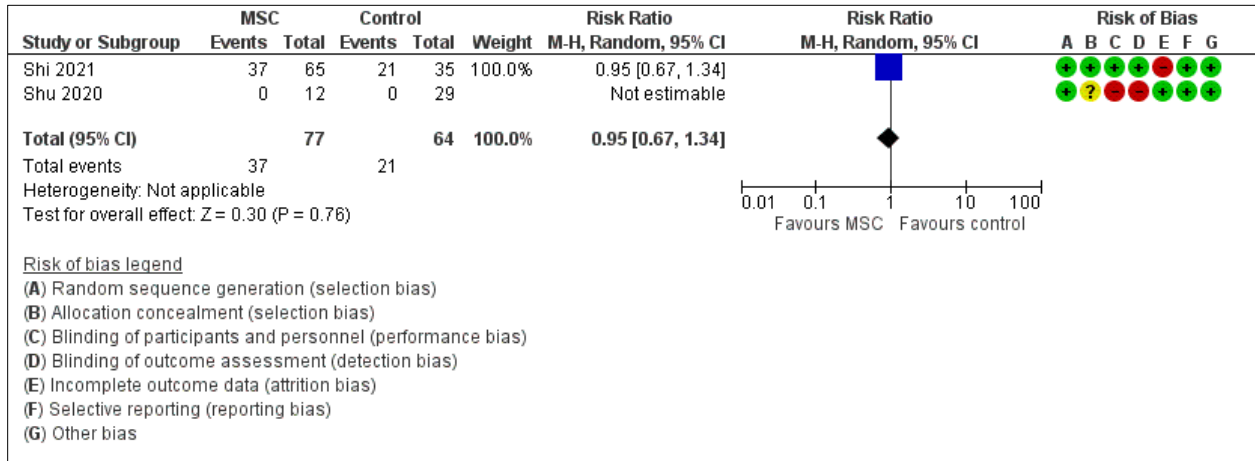 MSC Control Risk Ratio Risk Ratio Risk of Bias
Study or Subgroup Events Total Events Total Weight M-H, Random, 95% CI M-H, Random, 95% CI A B C D E F G
Shi 2021 37 65 21 35 100.0% 0.95 [0.67, 1.34] + + + + - + +
Shu 2020 0 12 0 29 Not estimable + ? - - + + +
Total (95% CI) 77 64 100.0% 0.95 [0.67, 1.34]
Total events 37 21
Heterogeneity: Not applicable
Test for overall effect: Z = 0.30 (P = 0.76)
0.01 0.1 1 10 100
Favours MSC Favours control
Risk of bias legend
(A) Random sequence generation (selection bias)
(B) Allocation concealment (selection bias)
(C) Blinding of participants and personnel (performance bias)
(D) Blinding of outcome assessment (detection bias)
(E) Incomplete outcome data (attrition bias)
(F) Selective reporting (reporting bias)
(G) Other bias